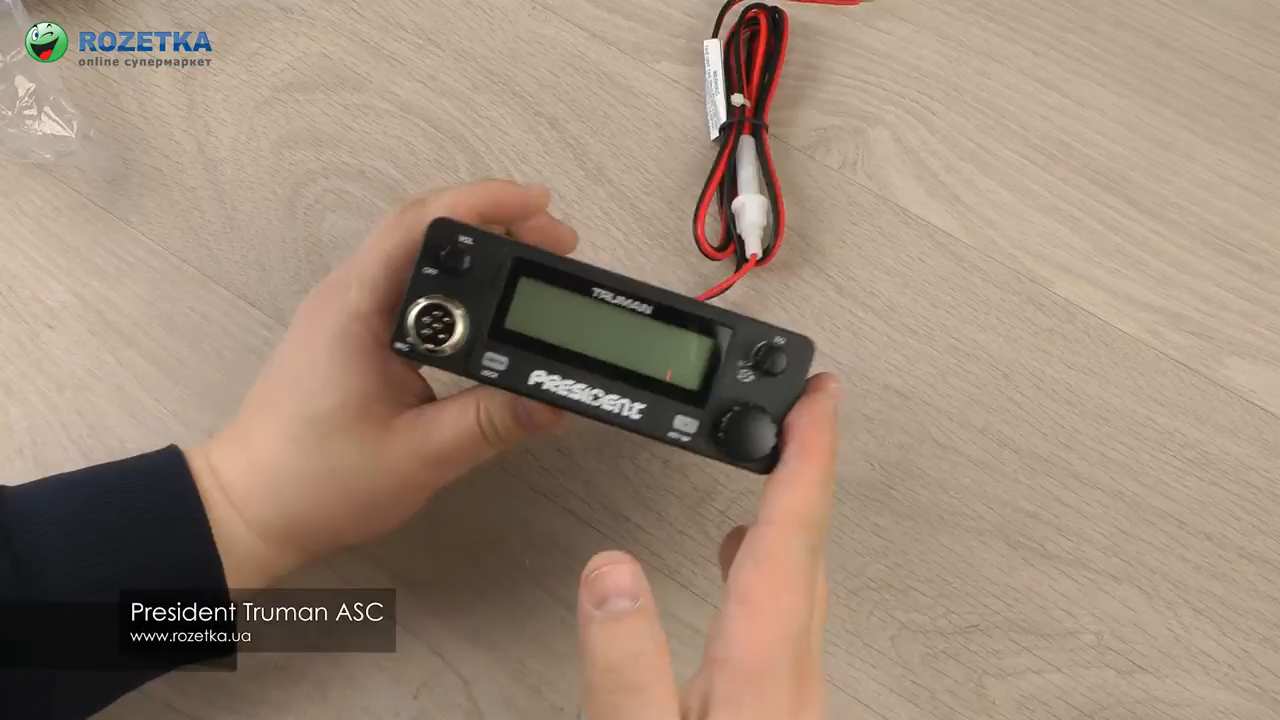 ROZETKA
online супермаркет
VOL
OFF
TRUMAN
PRESIDENT
President Truman ASC
www.rozetka.ua